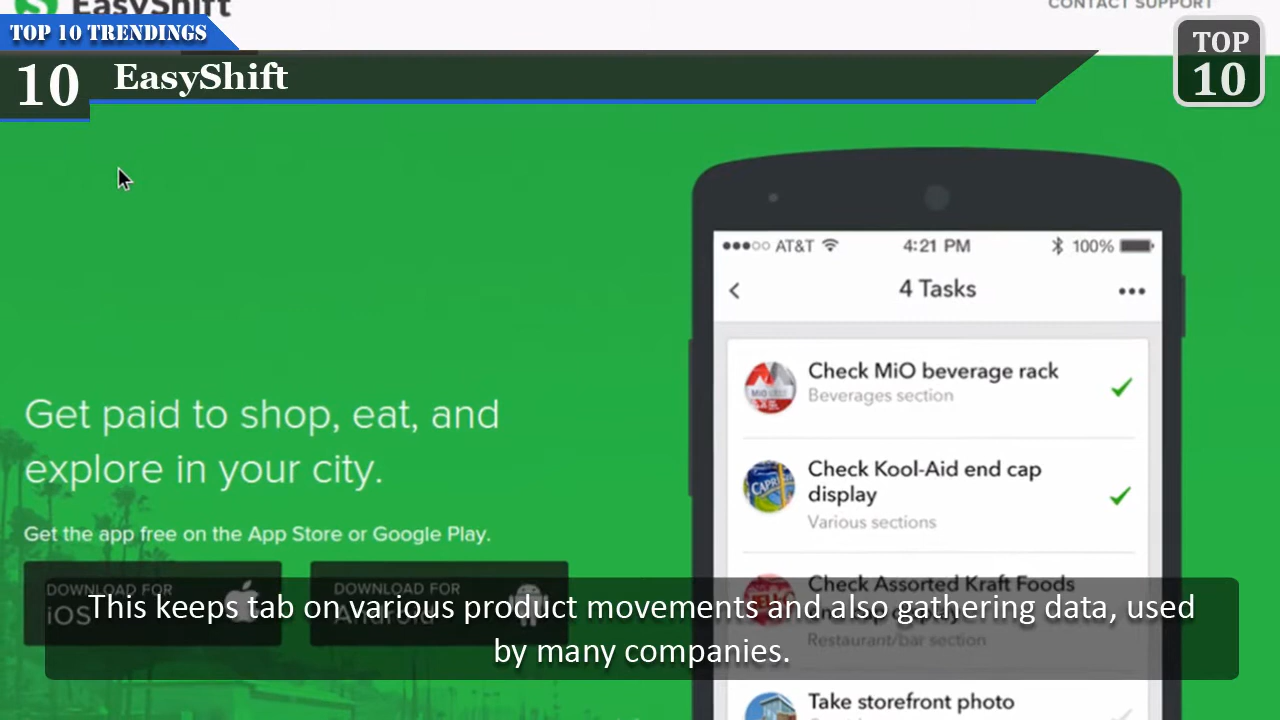 EasyShift
CONTACT SUPPORT
TOP 10 TRENDINGS
10 EasyShift
TOP
10
AT&T 4:21 PM 100%
4 Tasks
Check MiO beverage rack
Beverages section
Check Kool-Aid end cap
display
Various sections
Check Assorted Kraft Foods
Restaurant/bar section
Take storefront photo
Get paid to shop, eat, and
explore in your city.
Get the app free on the App Store or Google Play.
DOWNLOAD FOR
iOS
DOWNLOAD FOR
Android
This keeps tab on various product movements and also gathering data, used
by many companies.